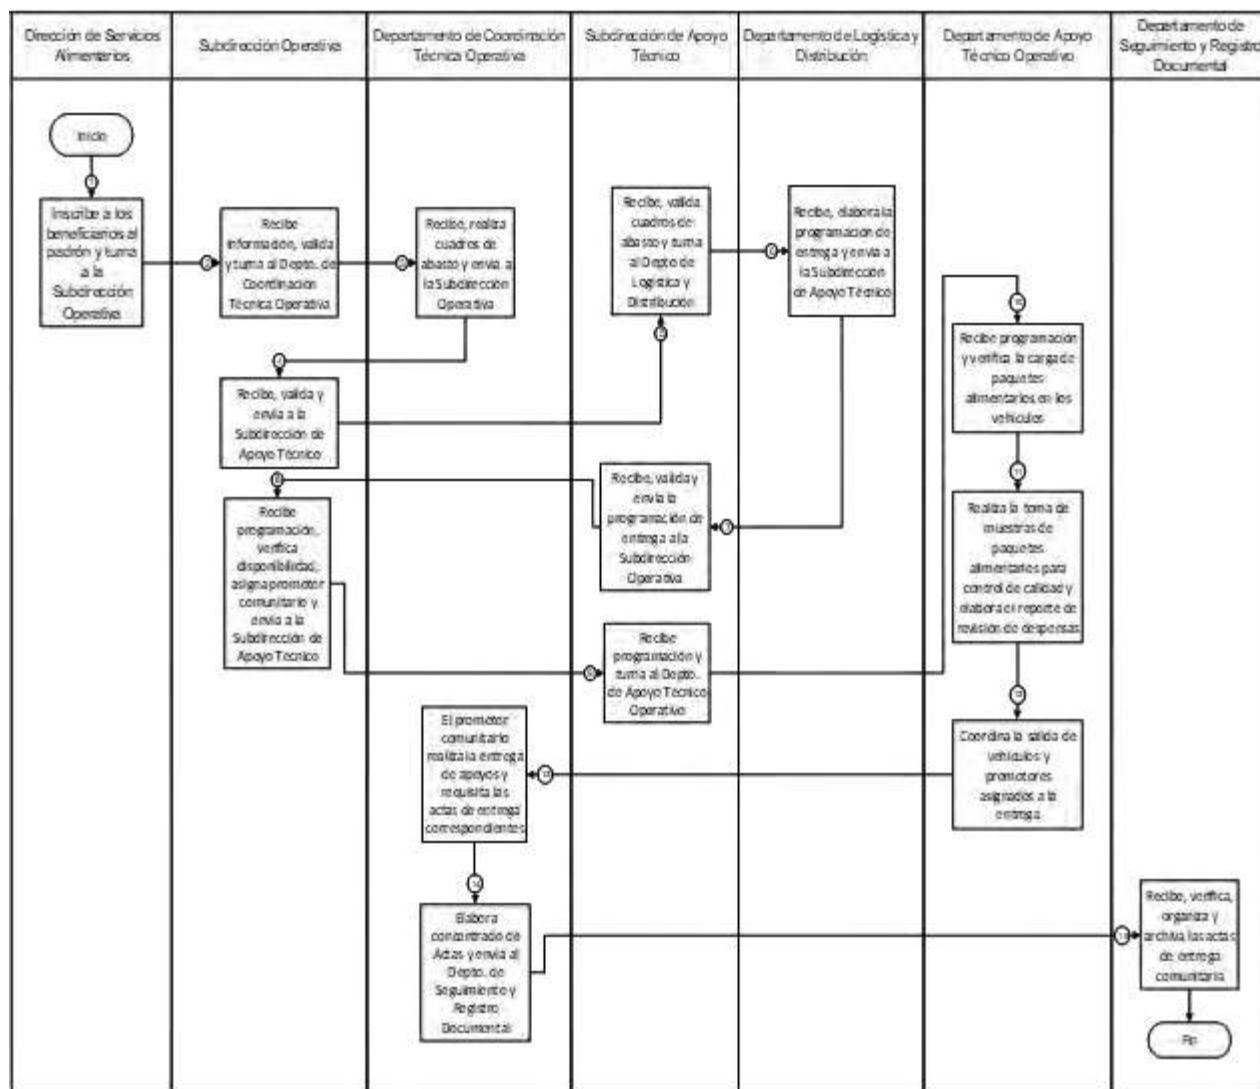 Dirección de Servicios
Alimentarios
Subdirección Operativa
Departamento de Coordinación
Técnica Operativa
Subdirección de Apoyo
Técnico
Departamento de Logística y
Distribución
Departamento de Apoyo
Técnico Operativo
Departamento de
Seguimiento y Registro
Documental
Inicio
1
Inscribe a los
beneficiarios al
padrón y turna
a la
Subdirección
Operativa
Recibe
información, valida
y turna al Depto. de
Coordinación
Técnica Operativa
Recibe, realiza
cuadros de
abasto y envía a
la Subdirección
Operativa
Recibe, valida y
envía a la
Subdirección de
Apoyo Técnico
Recibe, valida
cuadros de
abasto y turna
al Depto de
Logística y
Distribución
Recibe, elabora la
programación de
entrega y envía a
la Subdirección
de Apoyo Técnico
Recibe, valida y
envía la
programación de
entrega a la
Subdirección
Operativa
8
Recibe
programación,
verifica
disponibilidad,
asigna promotor
comunitario y
envía a la
Subdirección de
Apoyo Técnico
Recibe
programación y
turna al Depto.
de Apoyo Técnico
Operativo
10
Recibe programación
y verifica la carga de
paquetes
alimentarios en los
vehículos
11
Realiza la toma de
muestras de
paquetes
alimentarios para
control de calidad y
elabora el reporte de
revisión de despensas
Coordina la salida de
vehículos y
promotores
asignados a la
entrega
El promotor
comunitario
realiza la entrega
de apoyos y
requisita las
actas de entrega
correspondientes
14
Elabora
concentrado de
Actas y envía al
Depto. de
Seguimiento y
Registro
Documental
Recibe, verifica,
organiza y
archiva las actas
de entrega
comunitaria
Fin